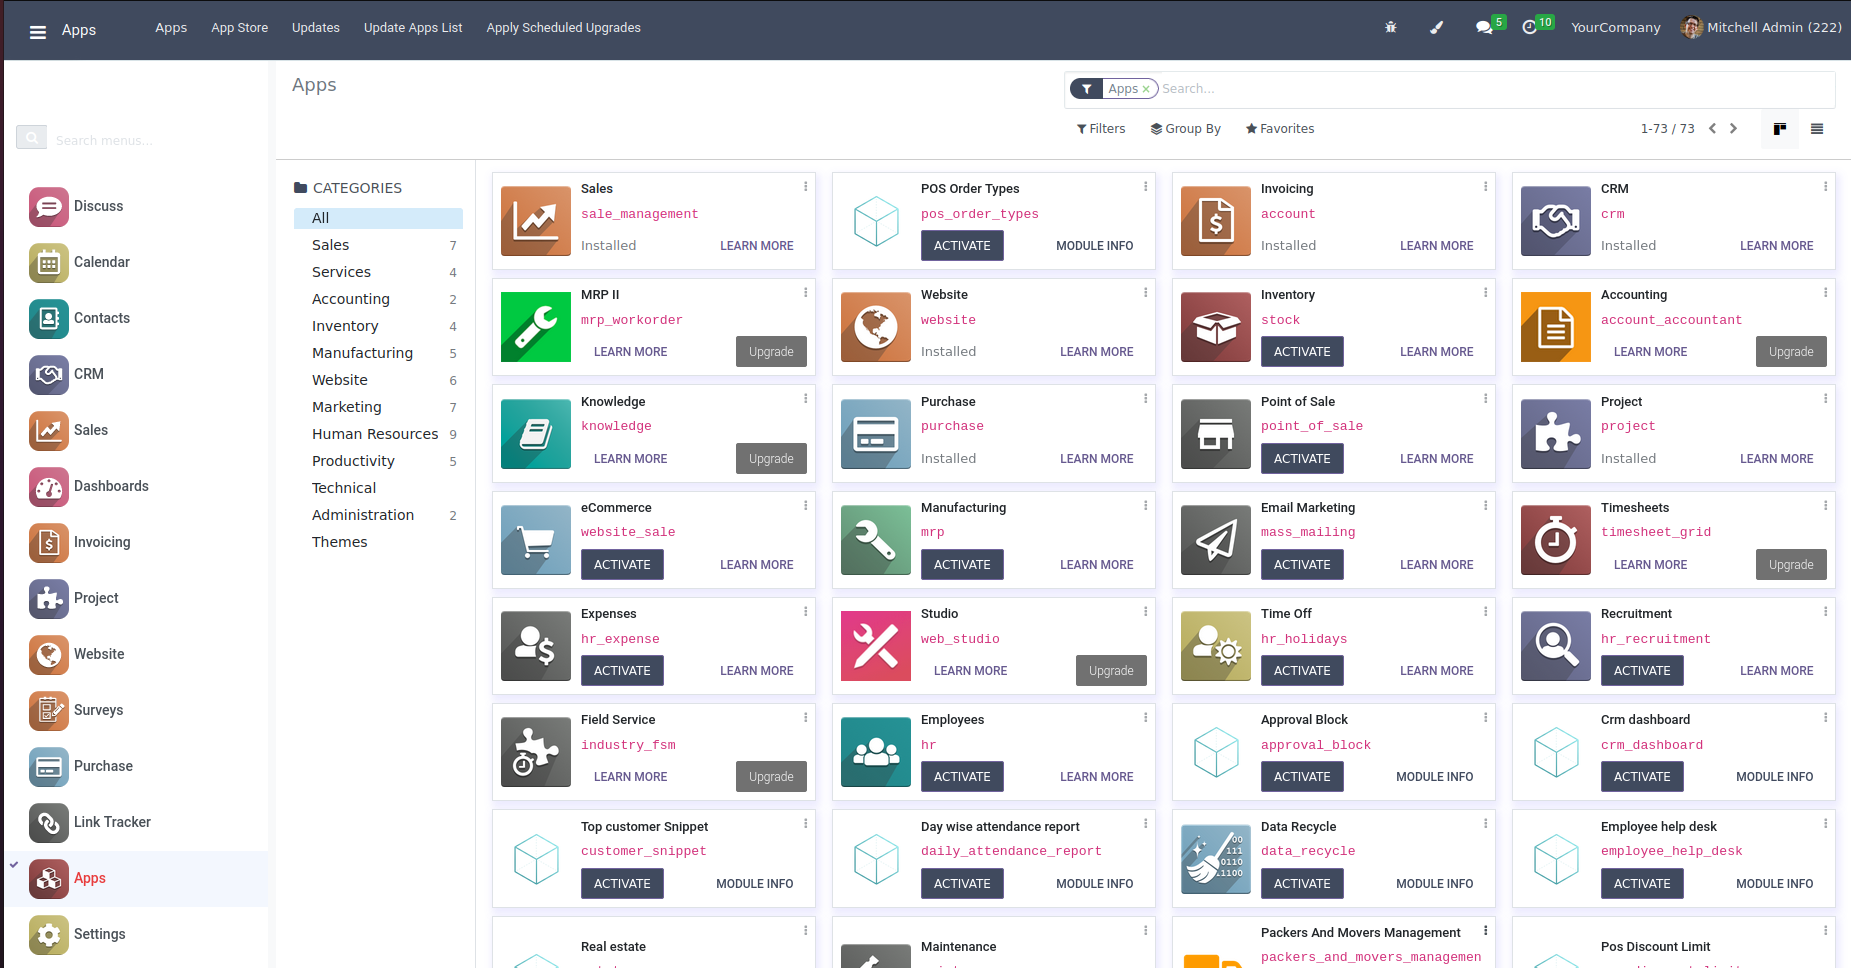 Apps
Apps
App Store
Updates
Update Apps List
Apply Scheduled Upgrades
5
10
YourCompany
Mitchell Admin (222)
Search menus...
Discuss
Calendar
Contacts
CRM
Sales
Dashboards
Invoicing
Project
Website
Surveys
Purchase
Link Tracker
Apps
Settings
Apps
Apps ×
Search...
Filters
Group By
Favorites
1-73 / 73
CATEGORIES
All
Sales 7
Services 4
Accounting 2
Inventory 4
Manufacturing 5
Website 6
Marketing 7
Human Resources 9
Productivity 5
Technical
Administration 2
Themes
Sales
sale_management
Installed LEARN MORE
POS Order Types
pos_order_types
ACTIVATE MODULE INFO
Invoicing
account
Installed LEARN MORE
CRM
crm
Installed LEARN MORE
MRP II
mrp_workorder
LEARN MORE Upgrade
Website
website
Installed LEARN MORE
Inventory
stock
ACTIVATE LEARN MORE
Accounting
account_accountant
LEARN MORE Upgrade
Knowledge
knowledge
LEARN MORE Upgrade
Purchase
purchase
Installed LEARN MORE
Point of Sale
point_of_sale
ACTIVATE LEARN MORE
Project
project
Installed LEARN MORE
eCommerce
website_sale
ACTIVATE LEARN MORE
Manufacturing
mrp
ACTIVATE LEARN MORE
Email Marketing
mass_mailing
ACTIVATE LEARN MORE
Timesheets
timesheet_grid
LEARN MORE Upgrade
Expenses
hr_expense
ACTIVATE LEARN MORE
Studio
web_studio
LEARN MORE Upgrade
Time Off
hr_holidays
ACTIVATE LEARN MORE
Recruitment
hr_recruitment
ACTIVATE LEARN MORE
Field Service
industry_fsm
LEARN MORE Upgrade
Employees
hr
ACTIVATE LEARN MORE
Approval Block
approval_block
ACTIVATE MODULE INFO
Crm dashboard
crm_dashboard
ACTIVATE MODULE INFO
Top customer Snippet
customer_snippet
ACTIVATE MODULE INFO
Day wise attendance report
daily_attendance_report
ACTIVATE MODULE INFO
00
111
0110
11100
Data Recycle
data_recycle
ACTIVATE MODULE INFO
Employee help desk
employee_help_desk
ACTIVATE MODULE INFO
Real estate
Maintenance
Packers And Movers Management
packers_and_movers_managemen
Pos Discount Limit